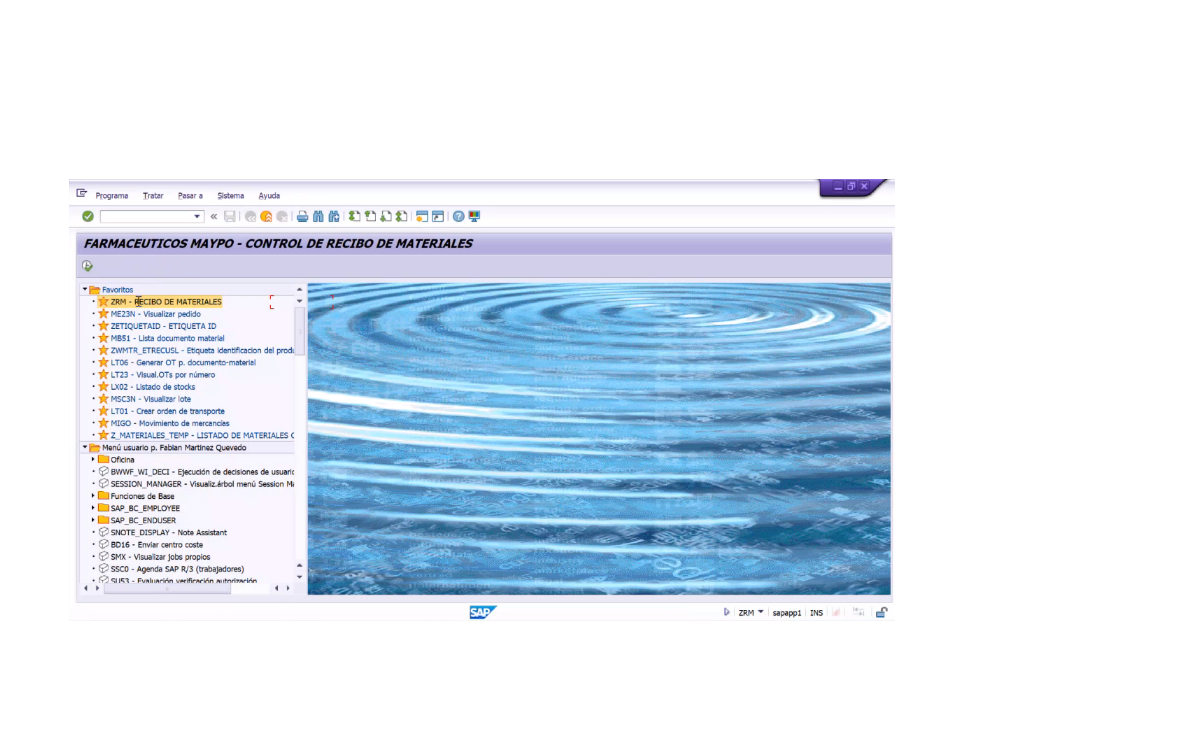 Programa Tratar Pasar a Sistema Ayuda
FARMACEUTICOS MAYPO - CONTROL DE RECIBO DE MATERIALES
Favoritos
ZRM - RECIBO DE MATERIALES
ME23N - Visualizar pedido
ZETIQUETAID - ETIQUETA ID
MB51 - Lista documento material
ZWMTR_ETRECUSL - Etiqueta identificacion del produ
LT06 - Generar OT p. documento-material
LT23 - Visual.OTs por número
LX02 - Listado de stocks
MSC3N - Visualizar lote
LT01 - Crear orden de transporte
MIGO - Movimiento de mercancías
Z_MATERIALES_TEMP - LISTADO DE MATERIALES C
Menú usuario p. Fabian Martinez Quevedo
Oficina
BWWF_WI_DECI - Ejecución de decisiones de usuario
SESSION_MANAGER - Visualiz.árbol menú Session Ma
Funciones de Base
SAP_BC_EMPLOYEE
SAP_BC_ENDUSER
SNOTE_DISPLAY - Note Assistant
BD16 - Enviar centro coste
SMX - Visualizar jobs propios
SSC0 - Agenda SAP R/3 (trabajadores)
SU53 - Evaluación verificación autorización
SAP
ZRM sapapp1 INS